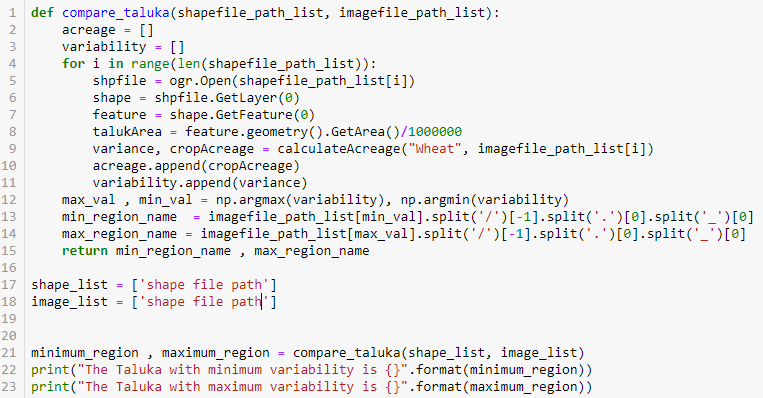 1 def compare_taluka(shapefile_path_list, imagefile_path_list):
2     acreage = []
3     variability = []
4     for i in range(len(shapefile_path_list)):
5         shpfile = ogr.Open(shapefile_path_list[i])
6         shape = shpfile.GetLayer(0)
7         feature = shape.GetFeature(0)
8         talukArea = feature.geometry().GetArea()/1000000
9         variance, cropAcreage = calculateAcreage("Wheat", imagefile_path_list[i])
10         acreage.append(cropAcreage)
11         variability.append(variance)
12     max_val , min_val = np.argmax(variability), np.argmin(variability)
13     min_region_name  = imagefile_path_list[min_val].split('/')[-1].split('.')[0].split('_')[0]
14     max_region_name = imagefile_path_list[max_val].split('/')[-1].split('.')[0].split('_')[0]
15     return min_region_name , max_region_name
16
17 shape_list = ['shape file path']
18 image_list = ['shape file path']
19
20
21 minimum_region , maximum_region = compare_taluka(shape_list, image_list)
22 print("The Taluka with minimum variability is {}".format(minimum_region))
23 print("The Taluka with maximum variability is {}".format(maximum_region))